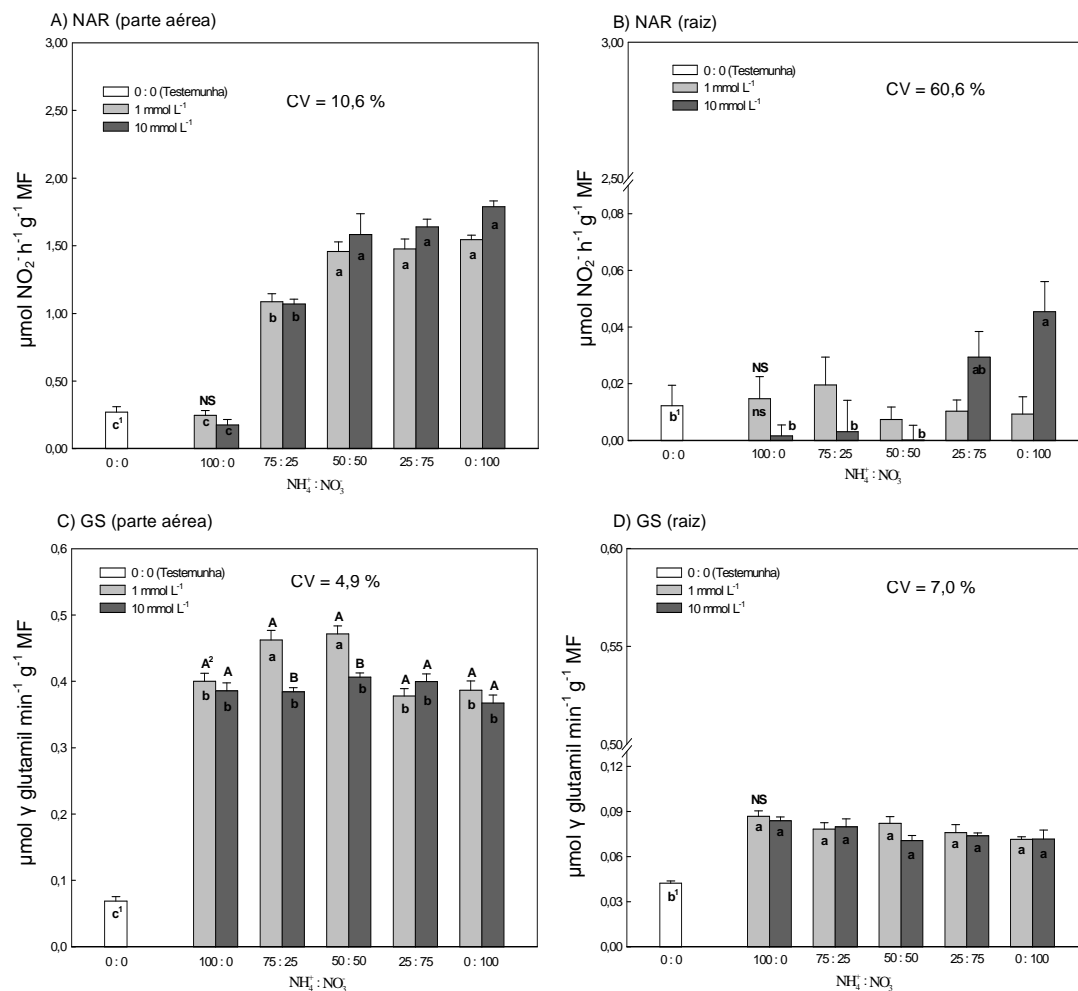 A) NAR (parte aérea)
3,00
2,50
2,00
1,50
1,00
0,50
0,00
µmol NO₂⁻ h⁻¹ g⁻¹ MF
0 : 0 (Testemunha)
1 mmol L⁻¹
10 mmol L⁻¹
CV = 10,6 %
c¹
NS
c
c
b
b
a
a
a
a
a
a
0 : 0
100 : 0
75 : 25
50 : 50
25 : 75
0 : 100
NH₄⁺ : NO₃⁻
B) NAR (raiz)
3,00
2,50
0,08
0,06
0,04
0,02
0,00
µmol NO₂⁻ h⁻¹ g⁻¹ MF
0 : 0 (Testemunha)
1 mmol L⁻¹
10 mmol L⁻¹
CV = 60,6 %
b¹
NS
ns
b
b
b
ab
a
0 : 0
100 : 0
75 : 25
50 : 50
25 : 75
0 : 100
NH₄⁺ : NO₃⁻
C) GS (parte aérea)
0,6
0,5
0,4
0,3
0,2
0,1
0,0
µmol γ glutamil min⁻¹ g⁻¹ MF
0 : 0 (Testemunha)
1 mmol L⁻¹
10 mmol L⁻¹
CV = 4,9 %
c¹
A²
A
A
B
A
B
A
A
A
A
b
b
a
b
a
b
b
b
b
b
0 : 0
100 : 0
75 : 25
50 : 50
25 : 75
0 : 100
NH₄⁺ : NO₃⁻
D) GS (raiz)
0,60
0,55
0,50
0,12
0,09
0,06
0,03
0,00
µmol γ glutamil min⁻¹ g⁻¹ MF
0 : 0 (Testemunha)
1 mmol L⁻¹
10 mmol L⁻¹
CV = 7,0 %
b¹
NS
a
a
a
a
a
a
a
a
a
a
0 : 0
100 : 0
75 : 25
50 : 50
25 : 75
0 : 100
NH₄⁺ : NO₃⁻